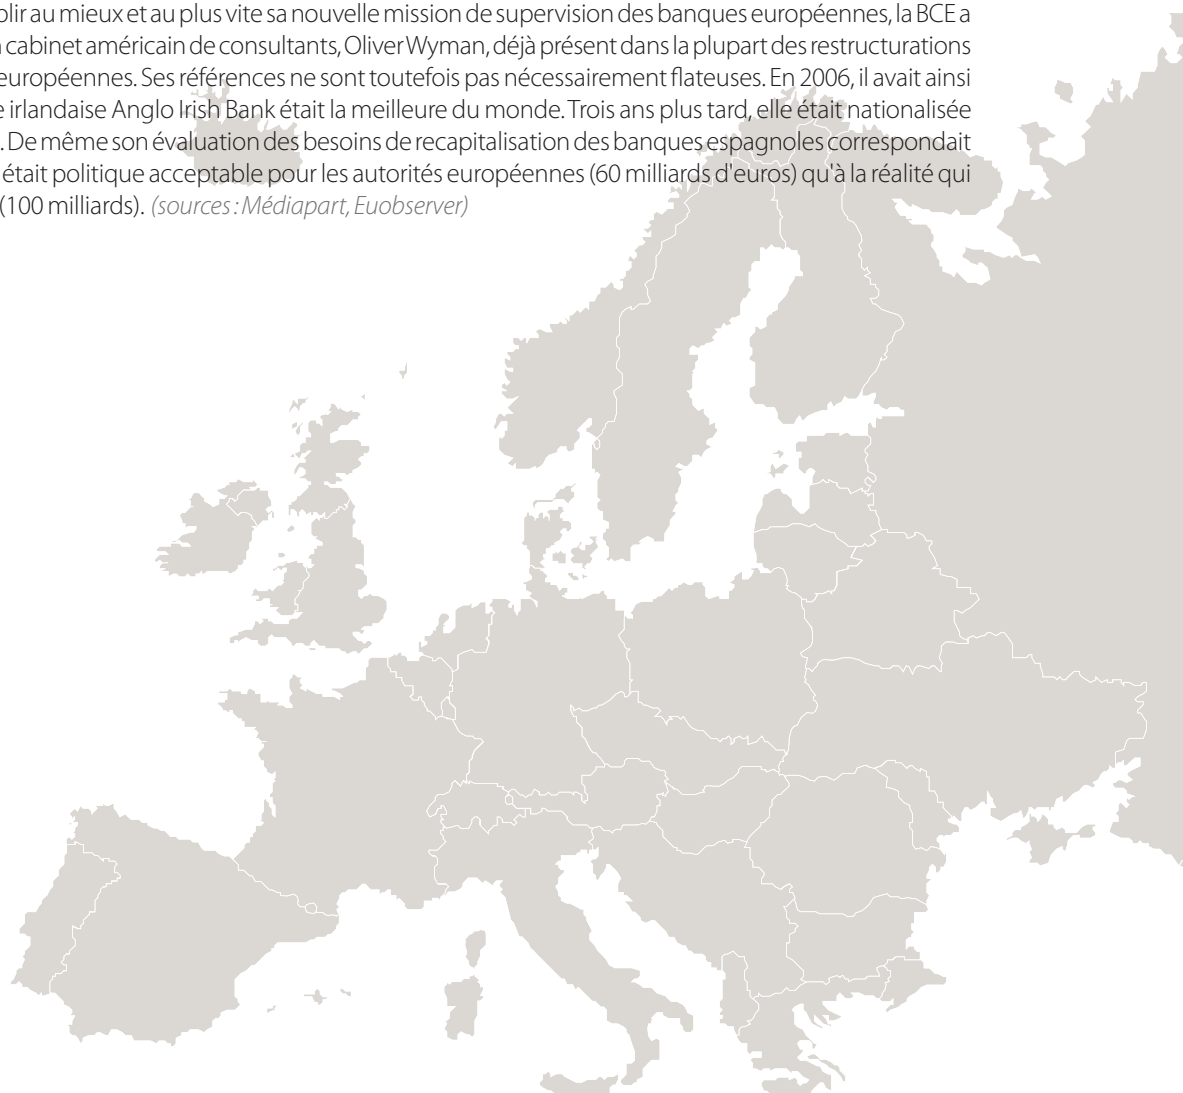 plir au mieux et au plus vite sa nouvelle mission de supervision des banques européennes, la BCE a
cabinet américain de consultants, Oliver Wyman, déjà présent dans la plupart des restructurations
européennes. Ses références ne sont toutefois pas nécessairement flateuses. En 2006, il avait ainsi
e irlandaise Anglo Irish Bank était la meilleure du monde. Trois ans plus tard, elle était nationalisée
. De même son évaluation des besoins de recapitalisation des banques espagnoles correspondait
était politique acceptable pour les autorités européennes (60 milliards d'euros) qu'à la réalité qui
(100 milliards). (sources : Médiapart, Euobserver)